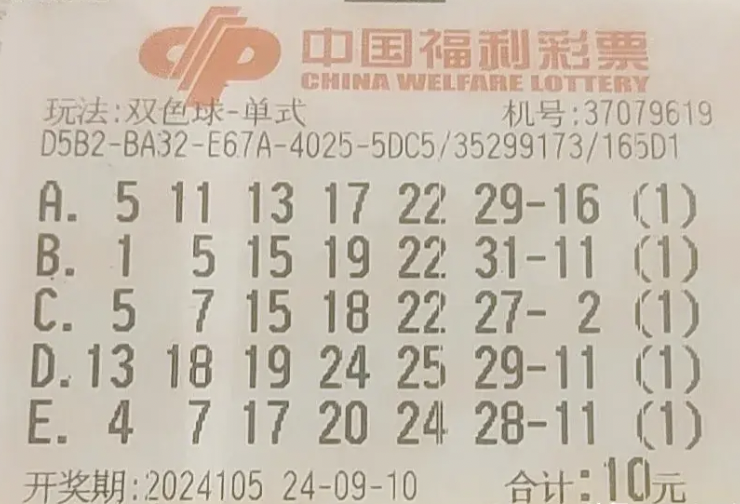 中国福利彩票
CHINA WELFARE LOTTERY
玩法:双色球-单式 机号:37079619
D5B2-BA32-E67A-4025-5DC5/35299173/165D1
A. 5 11 13 17 22 29-16 (1)
B. 1 5 15 19 22 31-11 (1)
C. 5 7 15 18 22 27- 2 (1)
D. 13 18 19 24 25 29-11 (1)
E. 4 7 17 20 24 28-11 (1)
开奖期:2024105 24-09-10 合计:10元